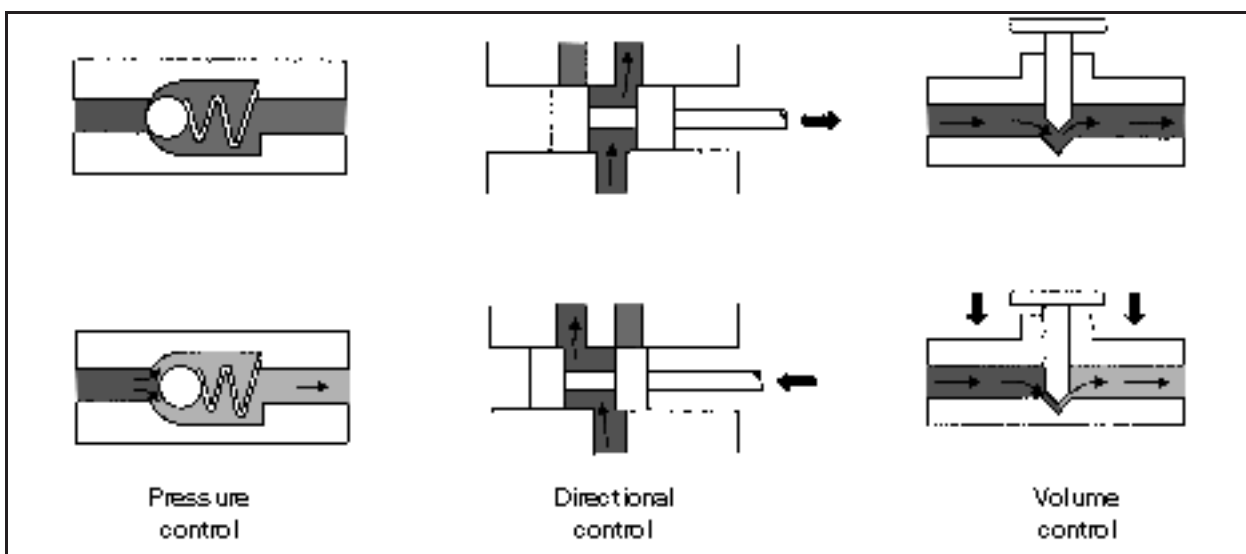 Pressure
control
Directional
control
Volume
control